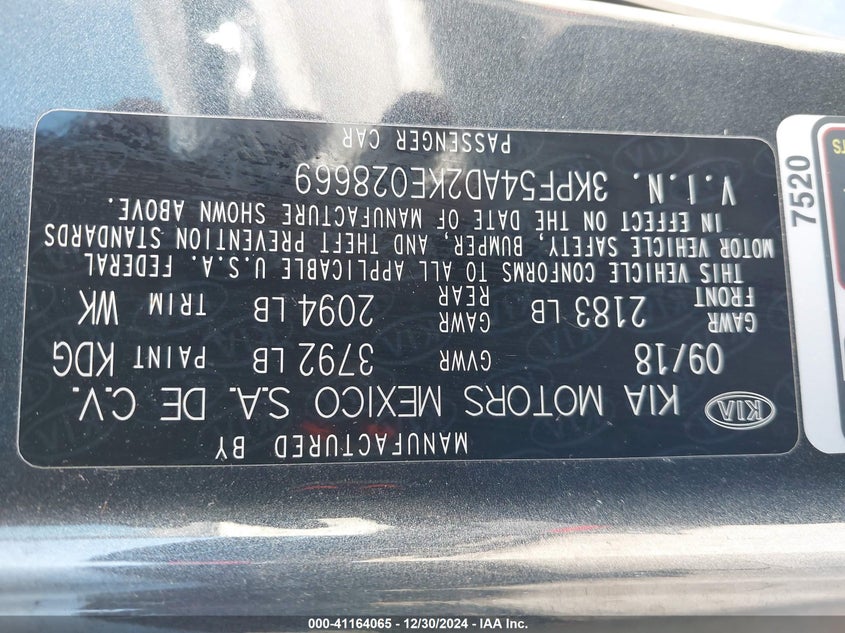 MANUFACTURED BY
KIA KIA MOTORS MEXICO S.A. DE C.V.
09/18 GVWR 3792 LB PAINT KDG
GAWR FRONT 2183 LB GAWR REAR 2094 LB TRIM WK
THIS VEHICLE CONFORMS TO ALL APPLICABLE U.S.A. FEDERAL
MOTOR VEHICLE SAFETY, BUMPER, AND THEFT PREVENTION STANDARDS
IN EFFECT ON THE DATE OF MANUFACTURE SHOWN ABOVE.
V.I.N. 3KPF54AD2KE028669
PASSENGER CAR
7520
000-41164065 - 12/30/2024 - IAA Inc.